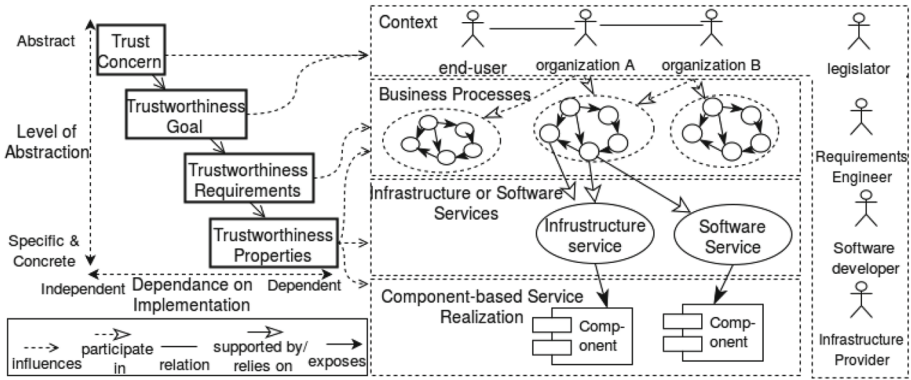 Abstract
Level of
Abstraction
Specific &
Concrete
Trust
Concern
Trustworthiness
Goal
Trustworthiness
Requirements
Trustworthiness
Properties
Independent
Dependance on
Implementation
Dependent
influences
participate
in
relation
supported by/
relies on
exposes
Context
end-user
organization A
organization B
legislator
Business Processes
Requirements
Engineer
Infrastructure or Software
Services
Infrustructure
service
Software
Service
Software
developer
Component-based Service
Realization
Comp-
onent
Comp-
onent
Infrastructure
Provider